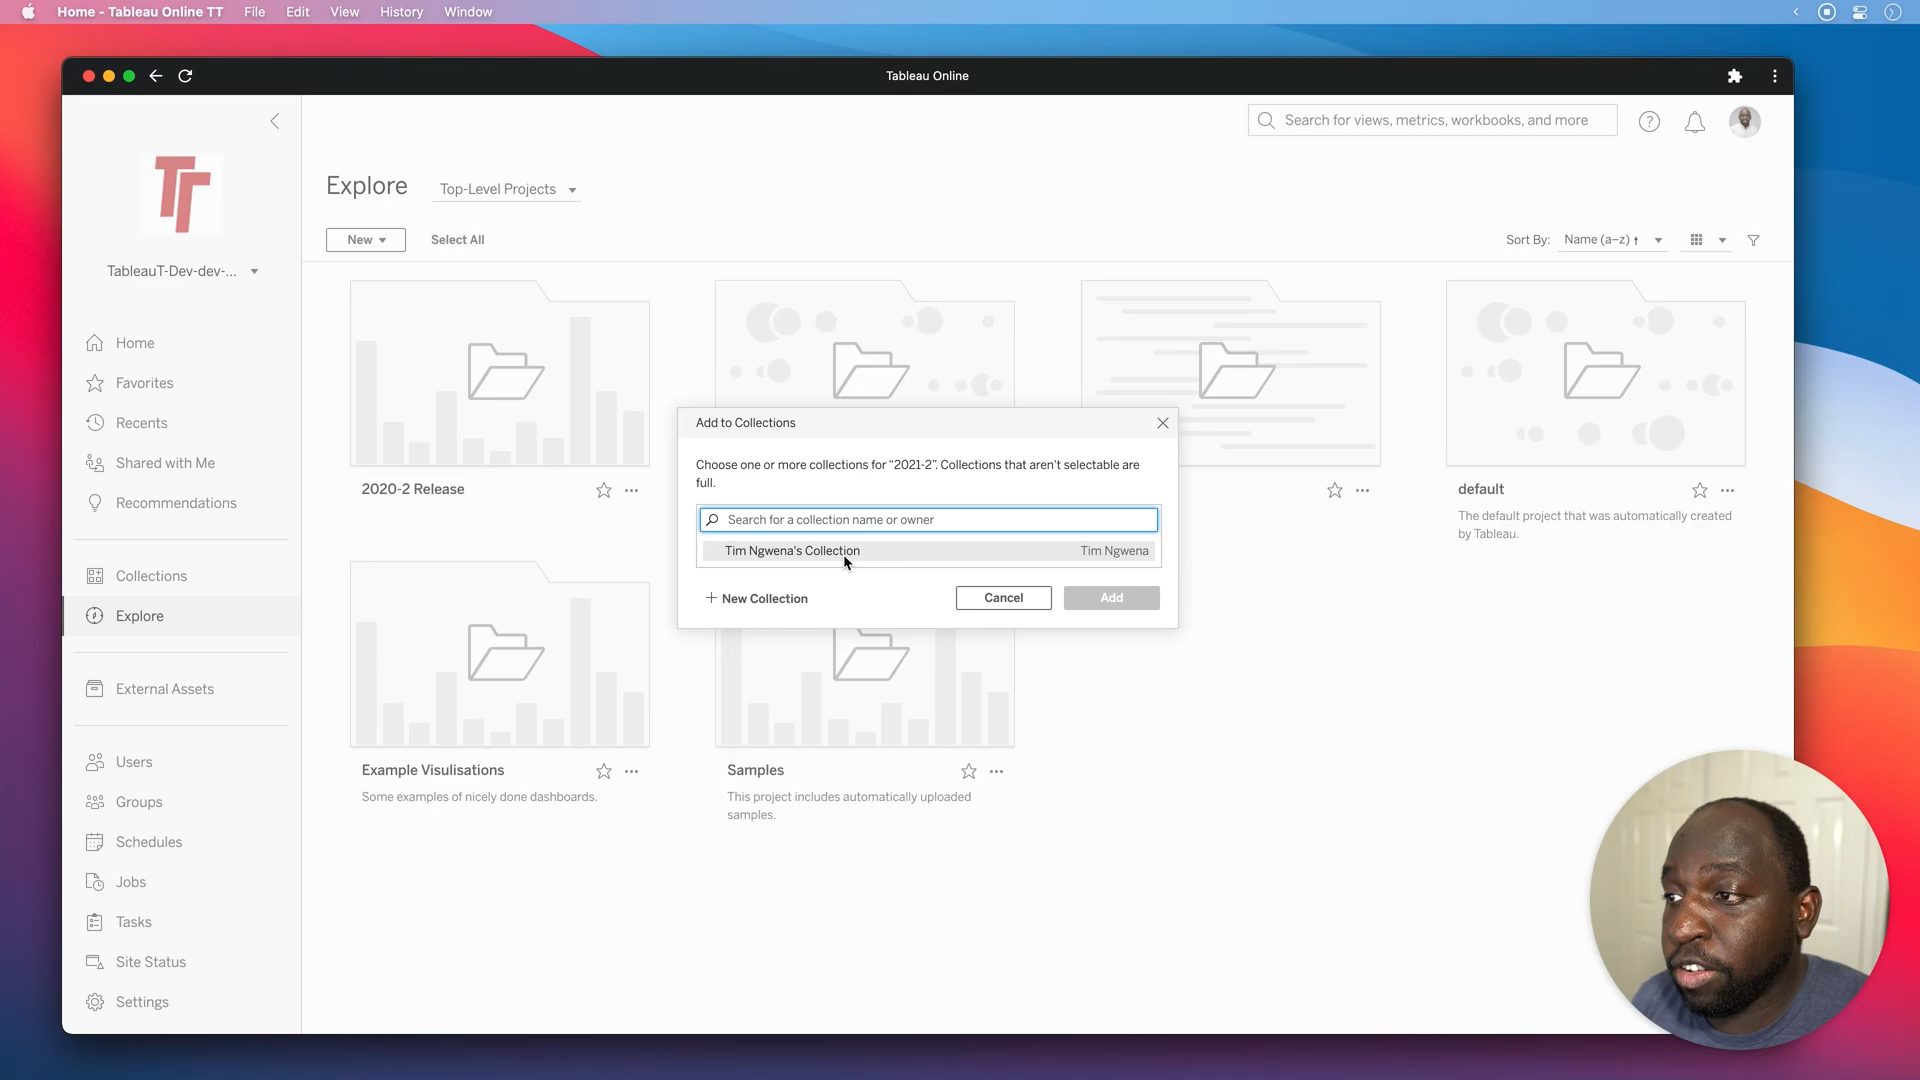 Home - Tableau Online TT File Edit View History Window
Tableau Online
Search for views, metrics, workbooks, and more
TT
Explore Top-Level Projects
New Select All Sort By: Name (a–z)
TableauT-Dev-dev-...
Home
Favorites
Recents
Shared with Me
Recommendations
Collections
Explore
External Assets
Users
Groups
Schedules
Jobs
Tasks
Site Status
Settings
2020-2 Release
default
The default project that was automatically created
by Tableau.
Add to Collections
Choose one or more collections for “2021-2”. Collections that aren't selectable are
full.
Search for a collection name or owner
Tim Ngwena's Collection Tim Ngwena
New Collection Cancel Add
Example Visulisations
Some examples of nicely done dashboards.
Samples
This project includes automatically uploaded
samples.